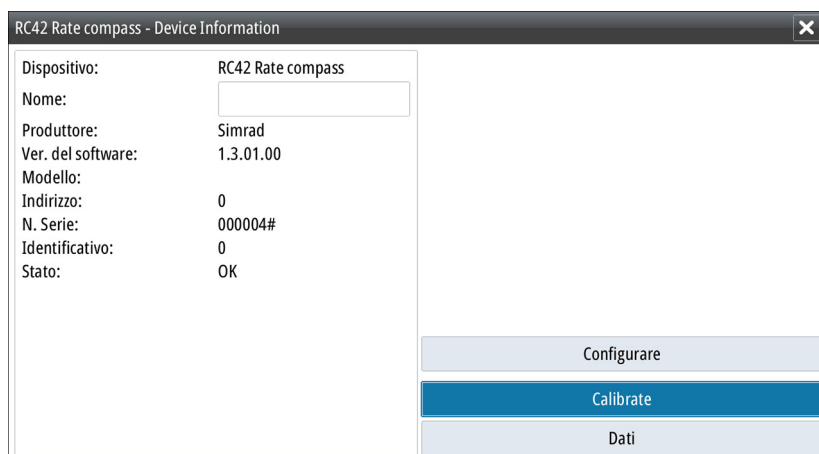 RC42 Rate compass - Device Information
Dispositivo: RC42 Rate compass
Nome:
Produttore: Simrad
Ver. del software: 1.3.01.00
Modello:
Indirizzo: 0
N. Serie: 000004#
Identificativo: 0
Stato: OK
Configurare
Calibrate
Dati